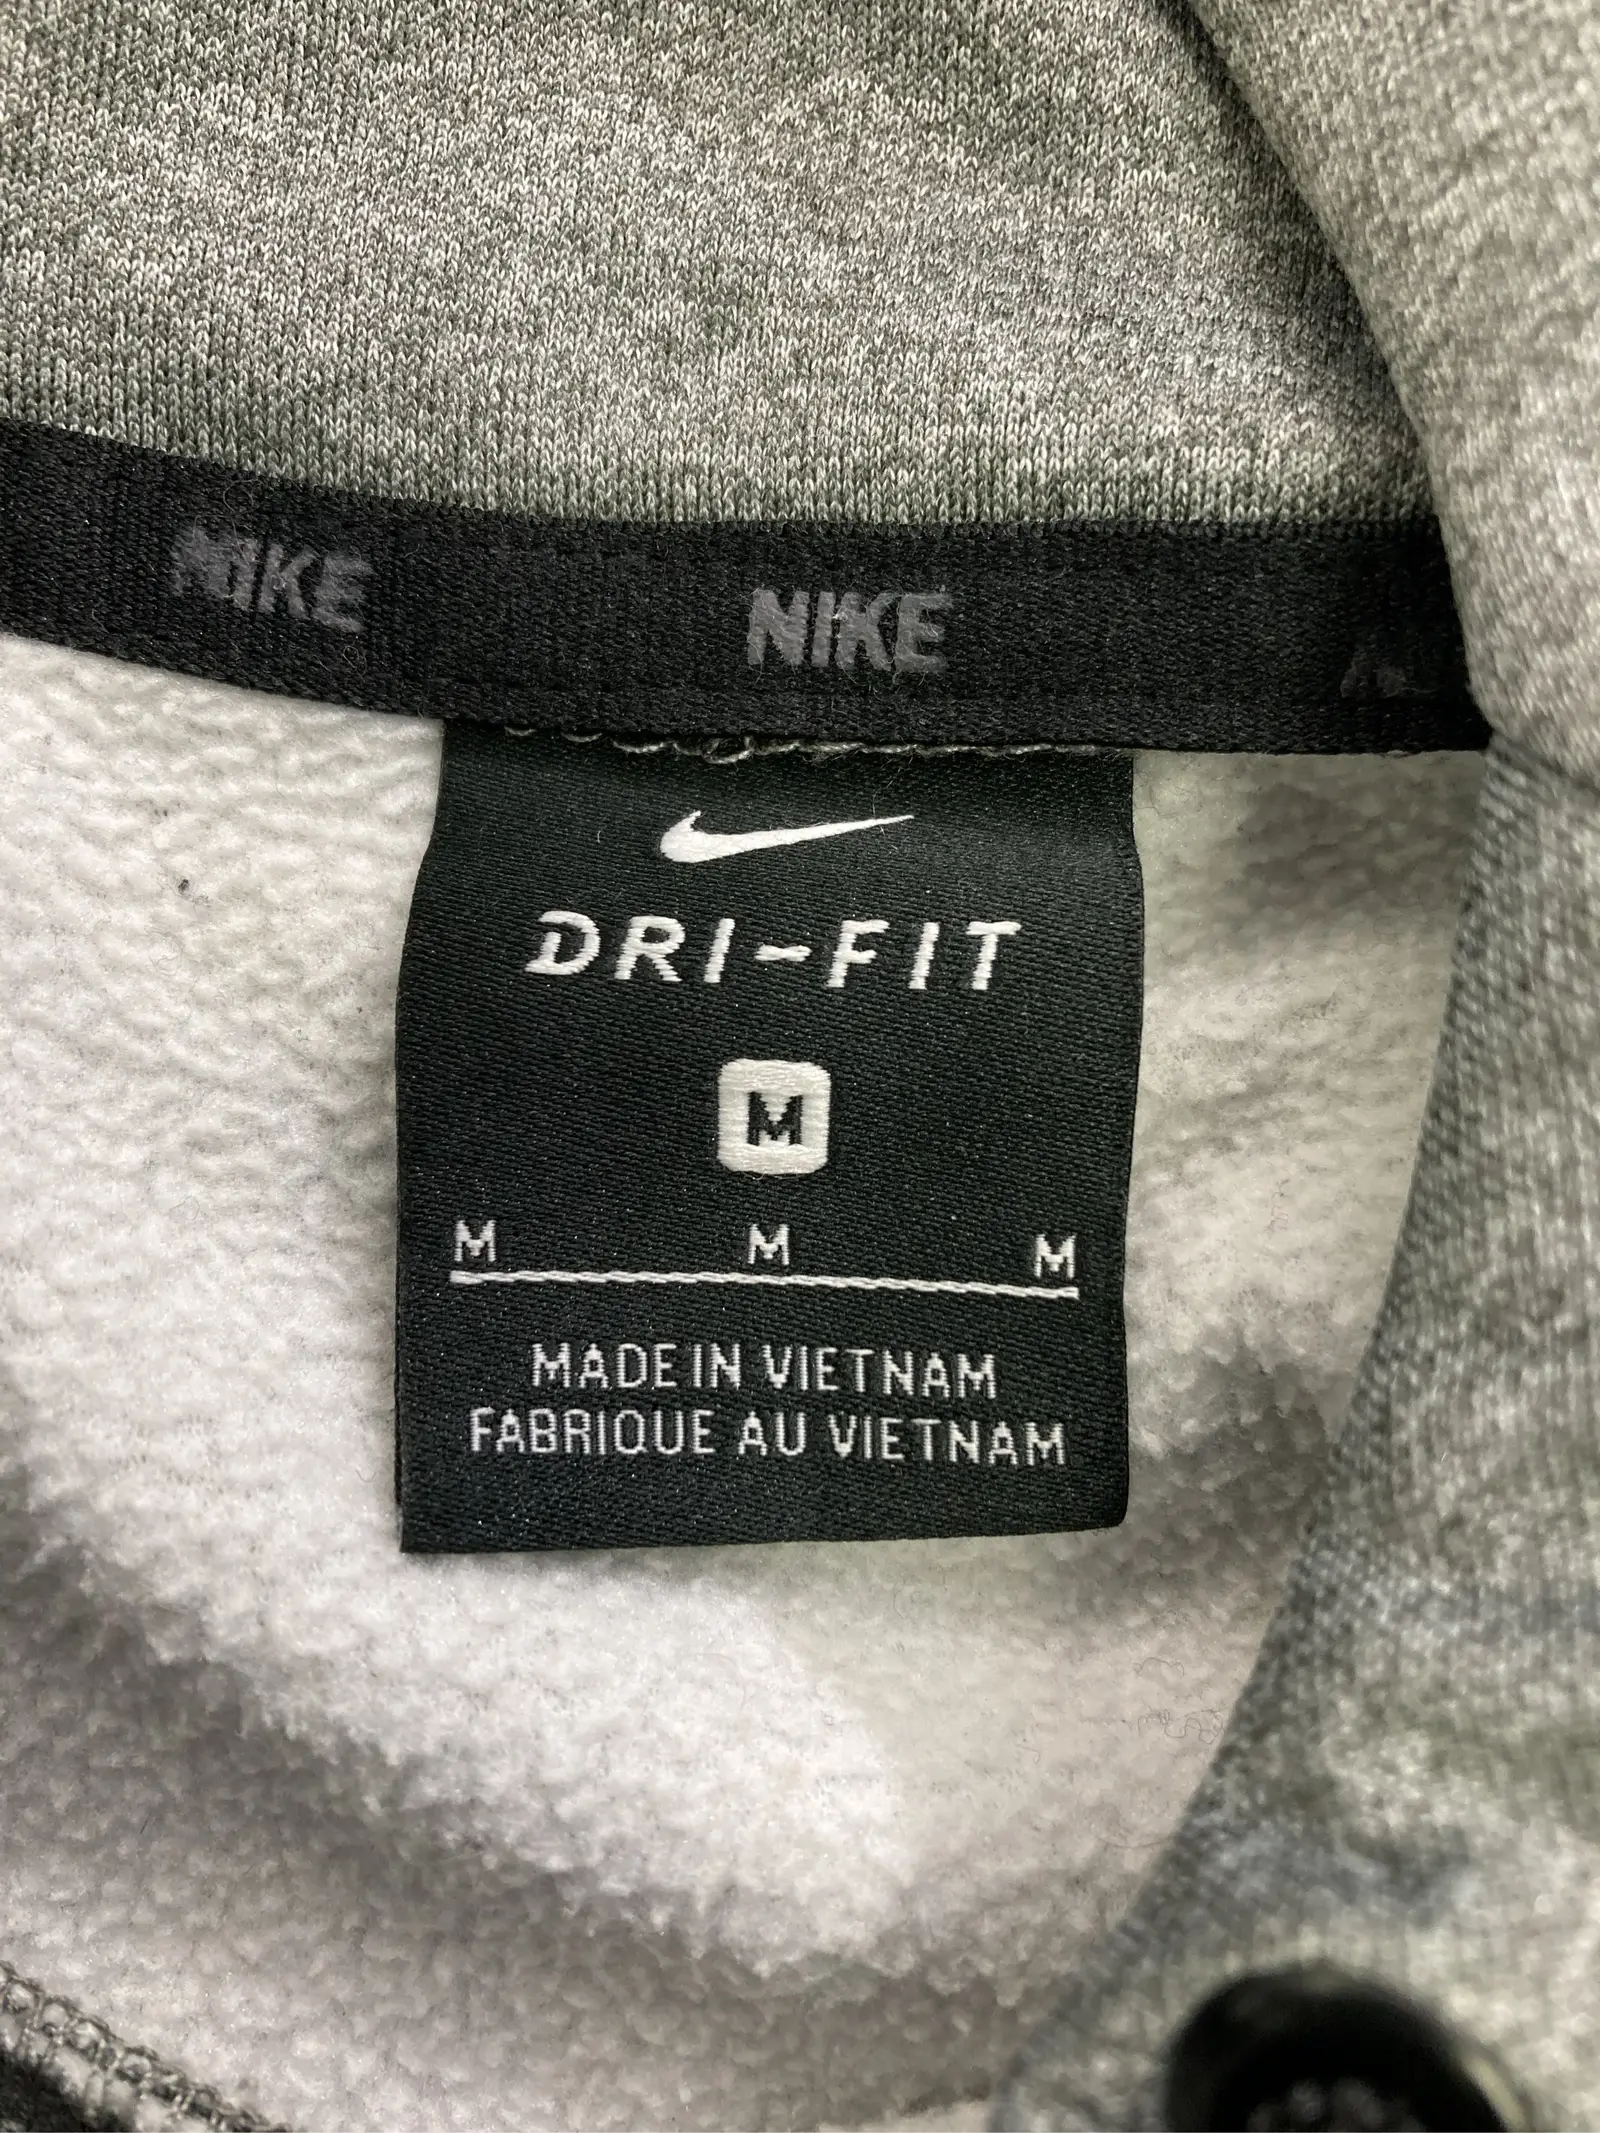 NIKE NIKE
DRI-FIT
M
M M M
MADE IN VIETNAM
FABRIQUE AU VIETNAM